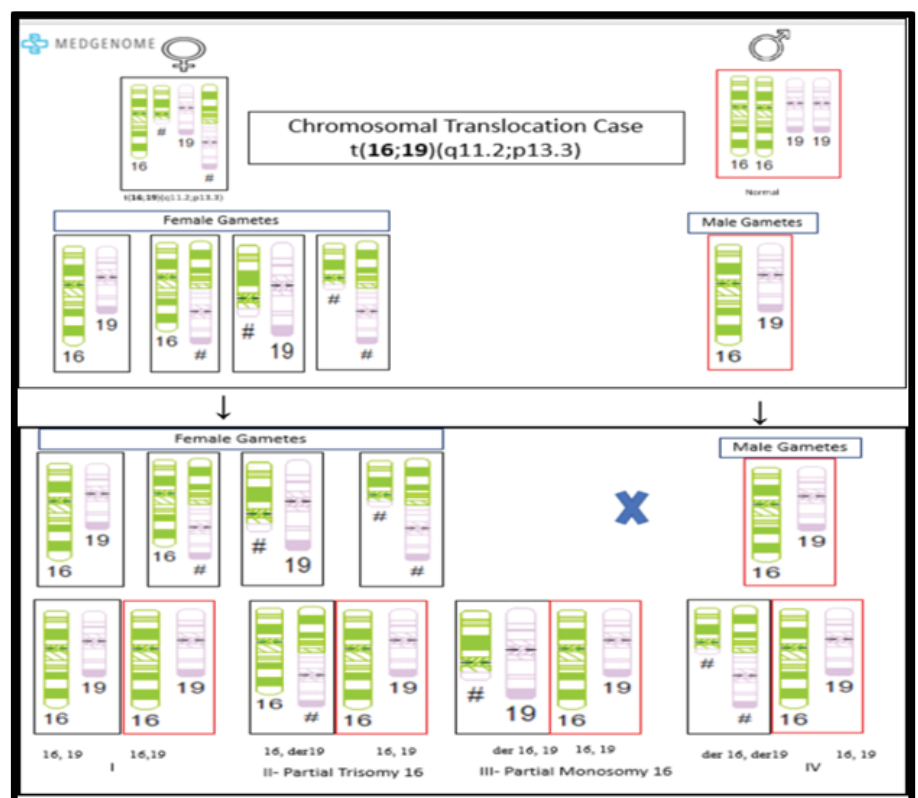 MEDGENOME
16 # 19 #
t(16;19)(q11.2;p13.3)
Chromosomal Translocation Case
t(16;19)(q11.2;p13.3)
16 16 19 19
Normal
Female Gametes
Male Gametes
16 19
16 #
# 19
# #
16 19
Female Gametes
Male Gametes
16 19
16 #
# 19
# #
X
16 19
16 19 16 19
16 # 16 19
# 19 16 19
# # 16 19
16, 19 16,19
I
16, der19 16, 19
II- Partial Trisomy 16
der 16, 19 16, 19
III- Partial Monosomy 16
der 16, der19 16, 19
IV